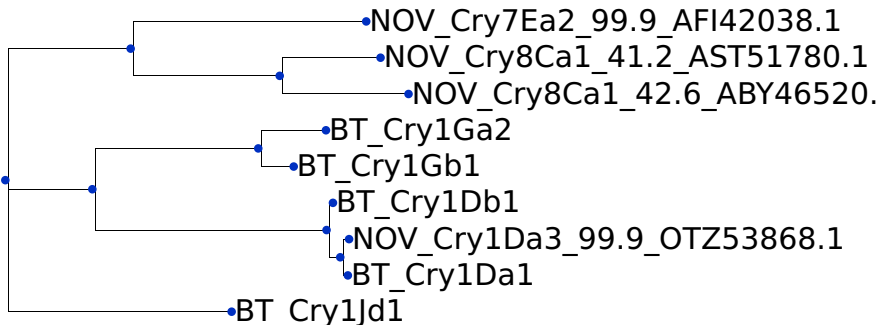 NOV_Cry7Ea2_99.9_AFI42038.1
NOV_Cry8Ca1_41.2_AST51780.1
NOV_Cry8Ca1_42.6_ABY46520.
BT_Cry1Ga2
BT_Cry1Gb1
BT_Cry1Db1
NOV_Cry1Da3_99.9_OTZ53868.1
BT_Cry1Da1
BT_Cry1Jd1